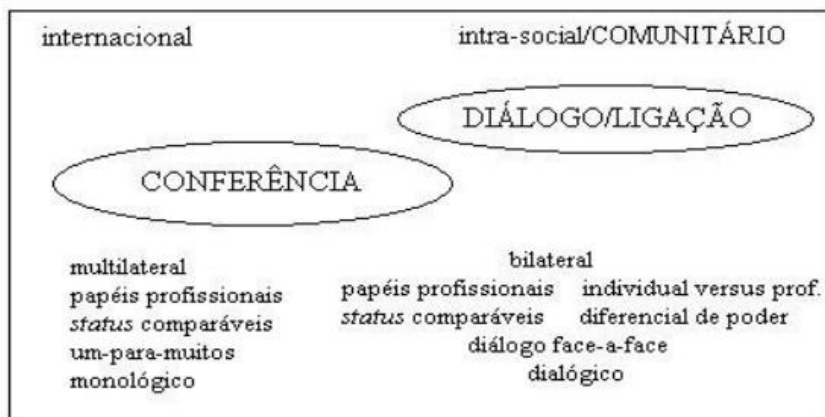 internacional
intra-social/COMUNITÁRIO
DIÁLOGO/LIGAÇÃO
CONFERÊNCIA
multilateral
papéis profissionais
status comparáveis
um-para-muitos
monológico
bilateral
papéis profissionais individual versus prof.
status comparáveis diferencial de poder
diálogo face-a-face
dialógico